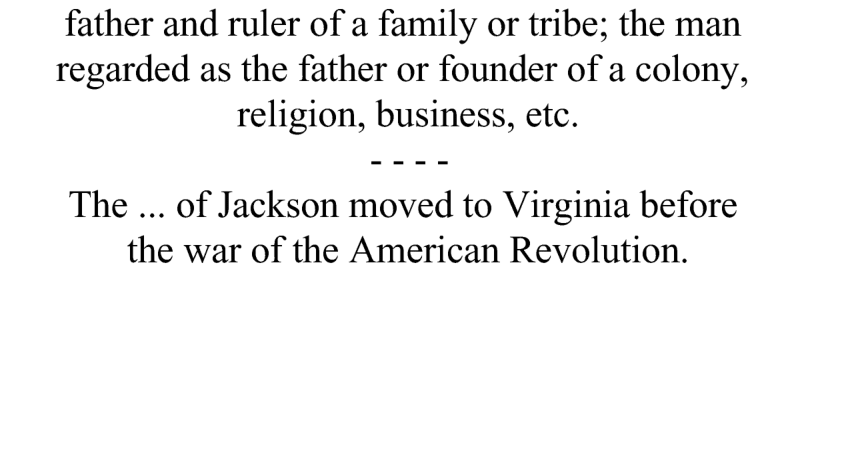 father and ruler of a family or tribe; the man
regarded as the father or founder of a colony,
religion, business, etc.
- - - -
The ... of Jackson moved to Virginia before
the war of the American Revolution.